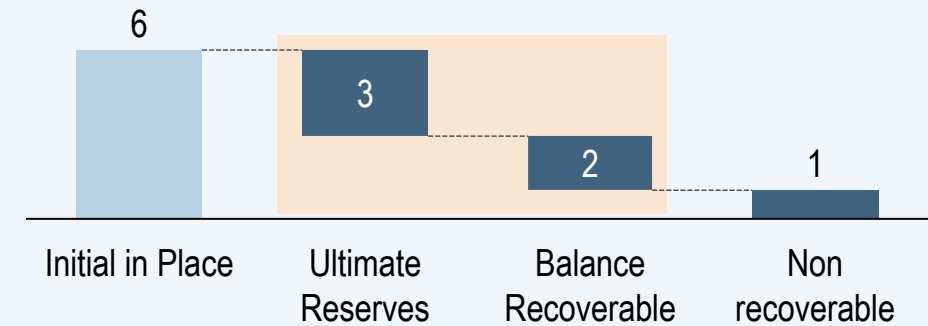 6
3
2
1
Initial in Place
Ultimate
Reserves
Balance
Recoverable
Non
recoverable